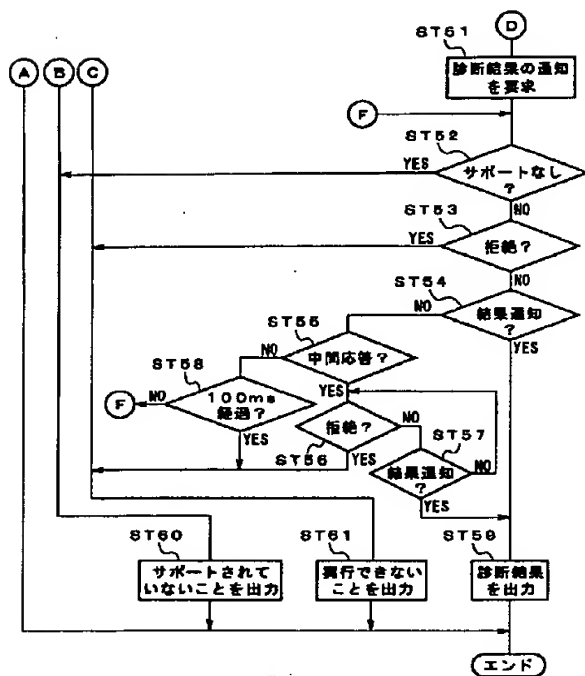 ST61
D
A
B
C
診断結果の通知
を要求
F
ST52
YES
サポートなし
?
NO
ST53
YES
拒絶?
NO
ST54
NO
結果通知
?
YES
ST55
NO
中間応答?
YES
ST58
F
NO
100ms
経過?
YES
拒絶?
NO
ST56
YES
ST57
結果通知
?
NO
YES
ST60
サポートされて
いないことを出力
ST61
実行できない
ことを出力
ST59
診断結果
を出力
エンド